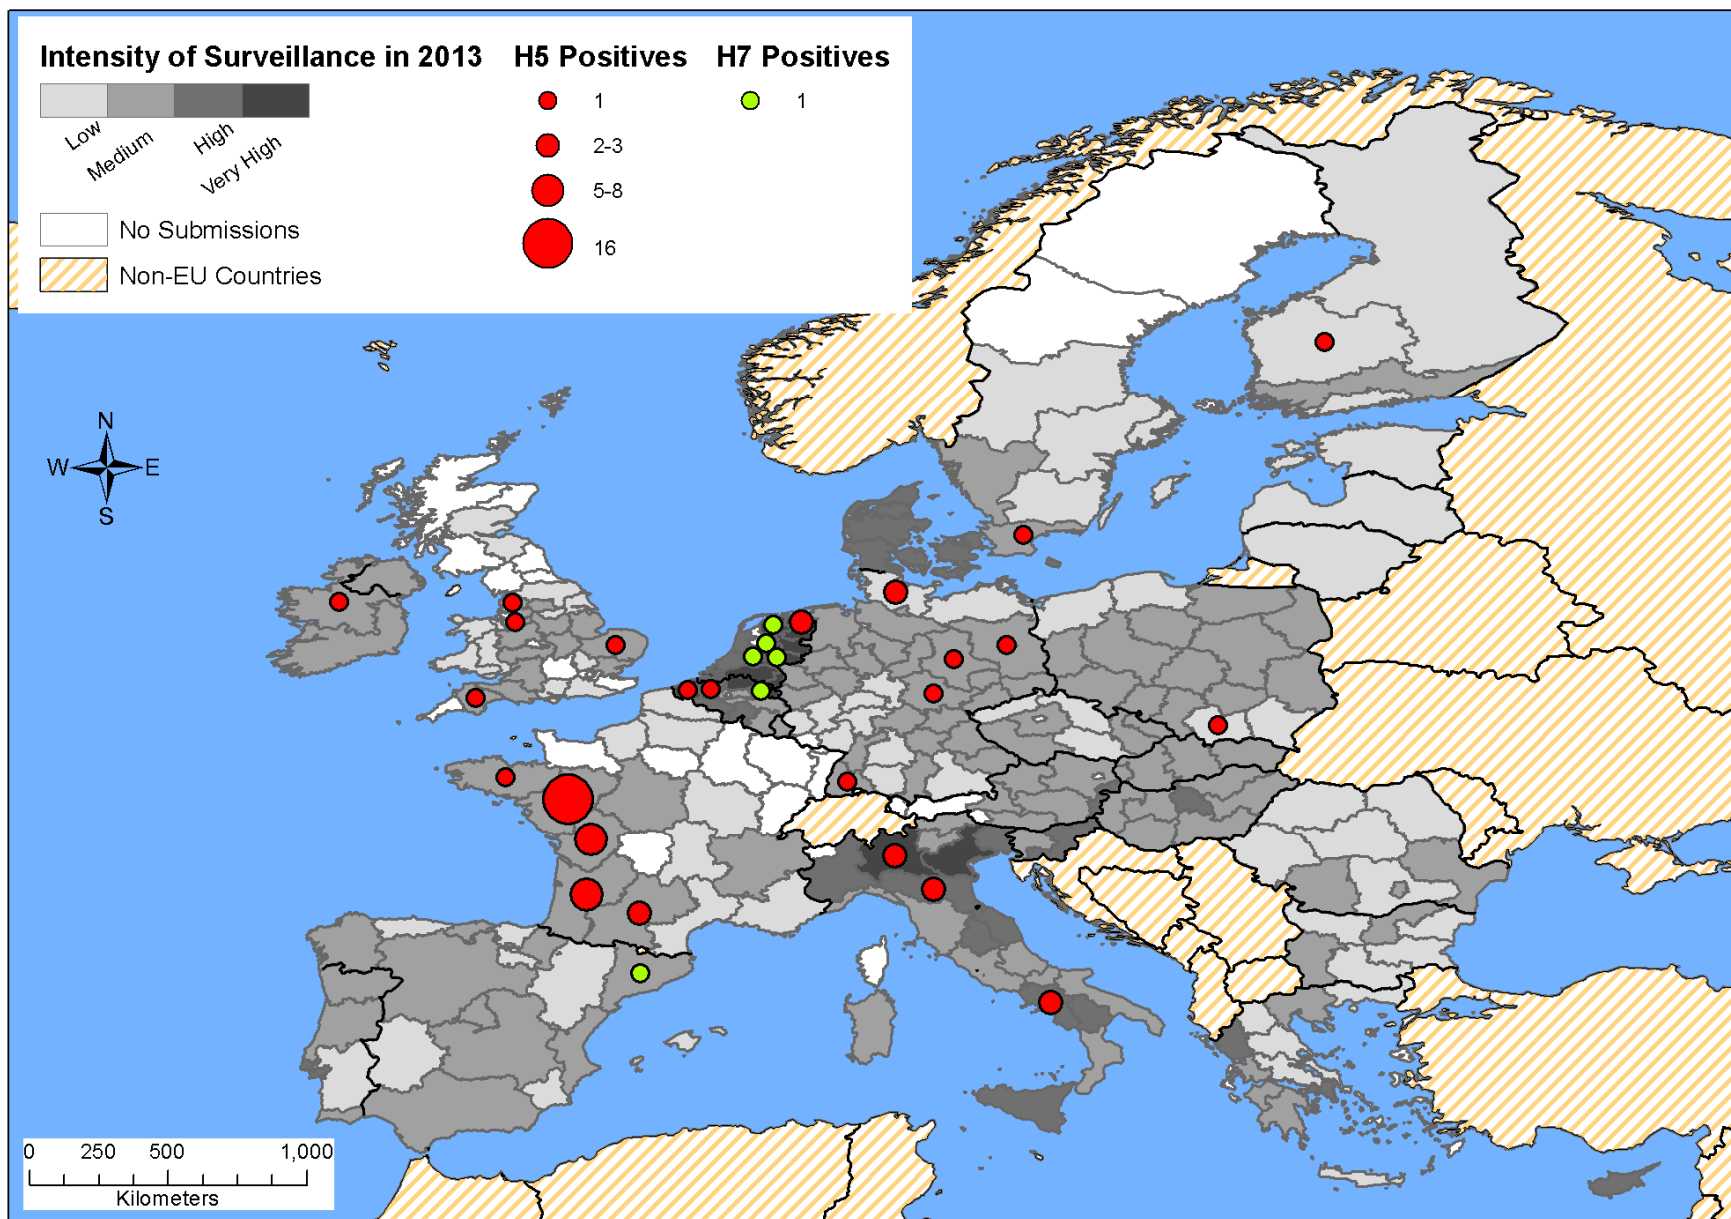 Intensity of Surveillance in 2013
Low
Medium
High
Very High
No Submissions
Non-EU Countries
H5 Positives
1
2-3
5-8
16
H7 Positives
1
N
W E
S
0 250 500 1,000
Kilometers